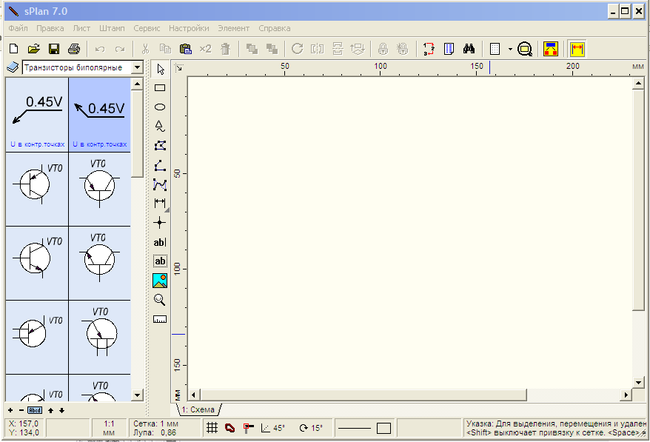 sPlan 7.0
Файл Правка Лист Штамп Сервис Настройки Элемент Справка
×2
Транзисторы биполярные
50 100 150 200 мм
0.45V 0.45V
U в контр.точках U в контр.точках
VT0 VT0
VT0 VT0
VT0 VT0
50
100
150
мм
ab|
ab
1: Схема
X: 157,0
Y: 134,0
1:1
мм
Сетка: 1 мм
Лупа: 0,86
45°
15°
Указка: Для выделения, перемещения и удален
<Shift> выключает привязку к сетке. <Space>